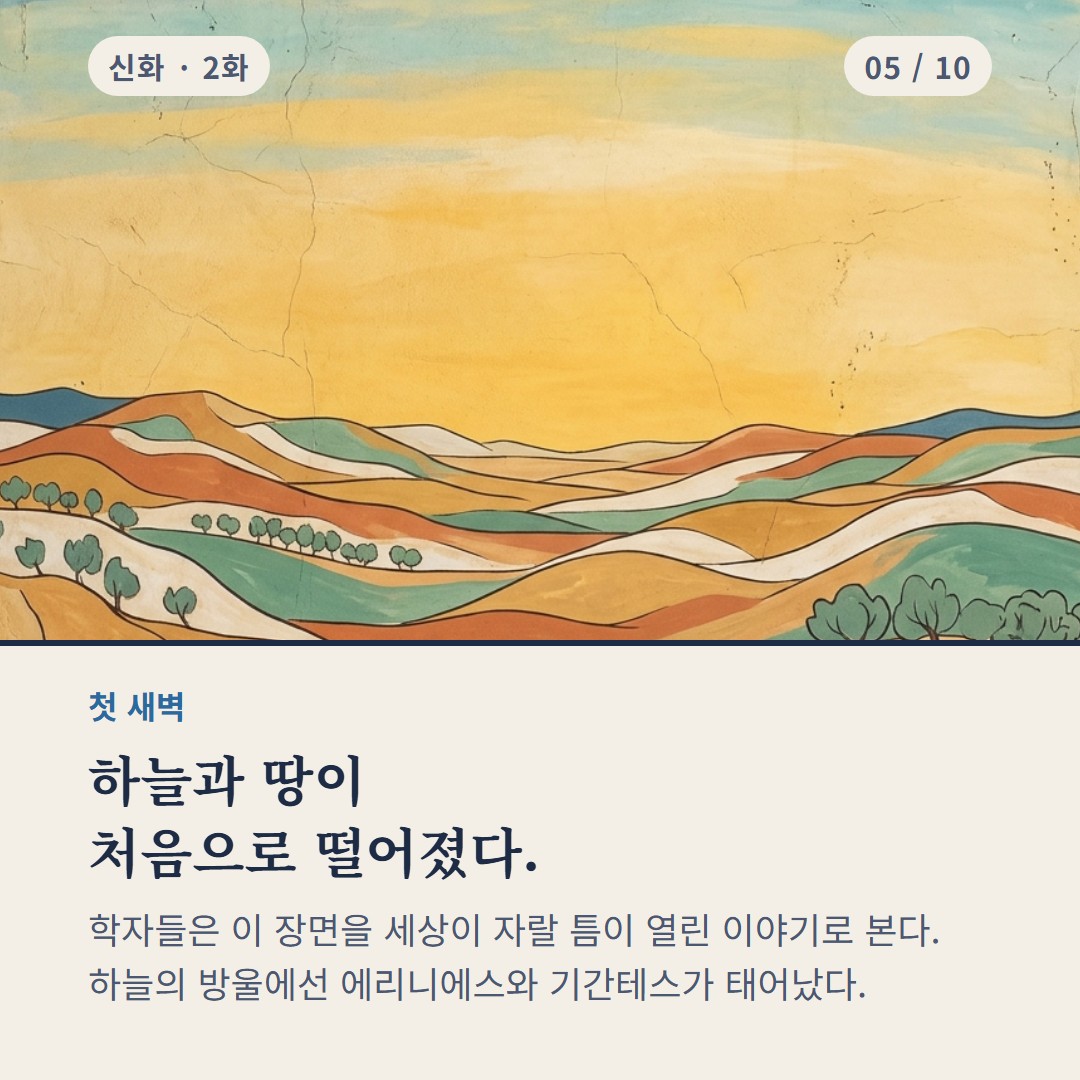 신화 · 2화
05 / 10
첫 새벽
하늘과 땅이
처음으로 떨어졌다.
학자들은 이 장면을 세상이 자랄 틈이 열린 이야기로 본다.
하늘의 방울에선 에리니에스와 기간테스가 태어났다.